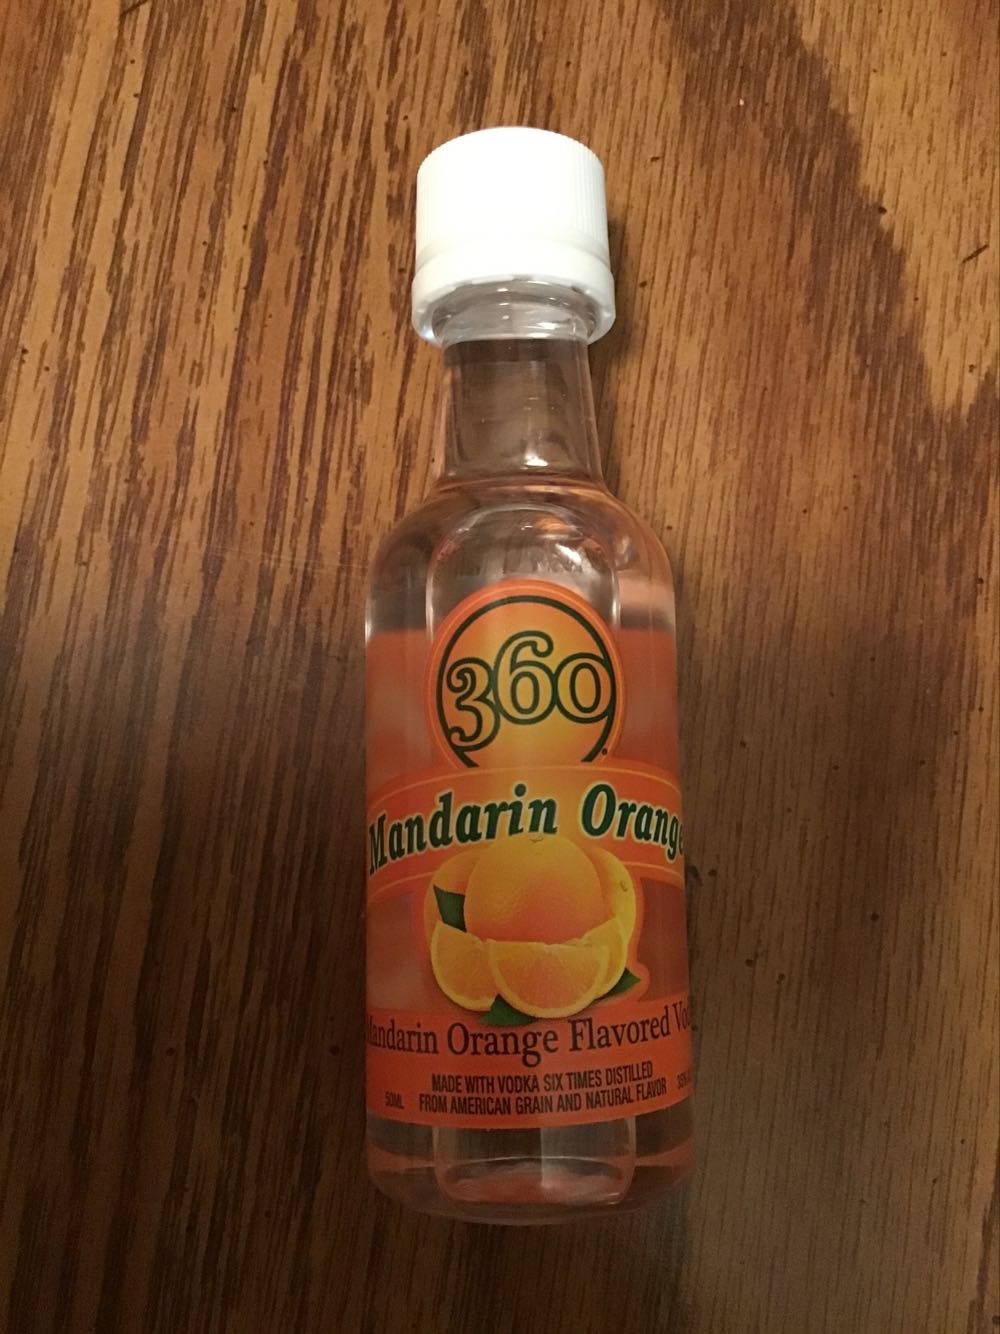 360
Mandarin Orange
Mandarin Orange Flavored
MADE WITH VODKA SIX TIMES DISTILLED
50ML FROM AMERICAN GRAIN AND NATURAL FLAVOR